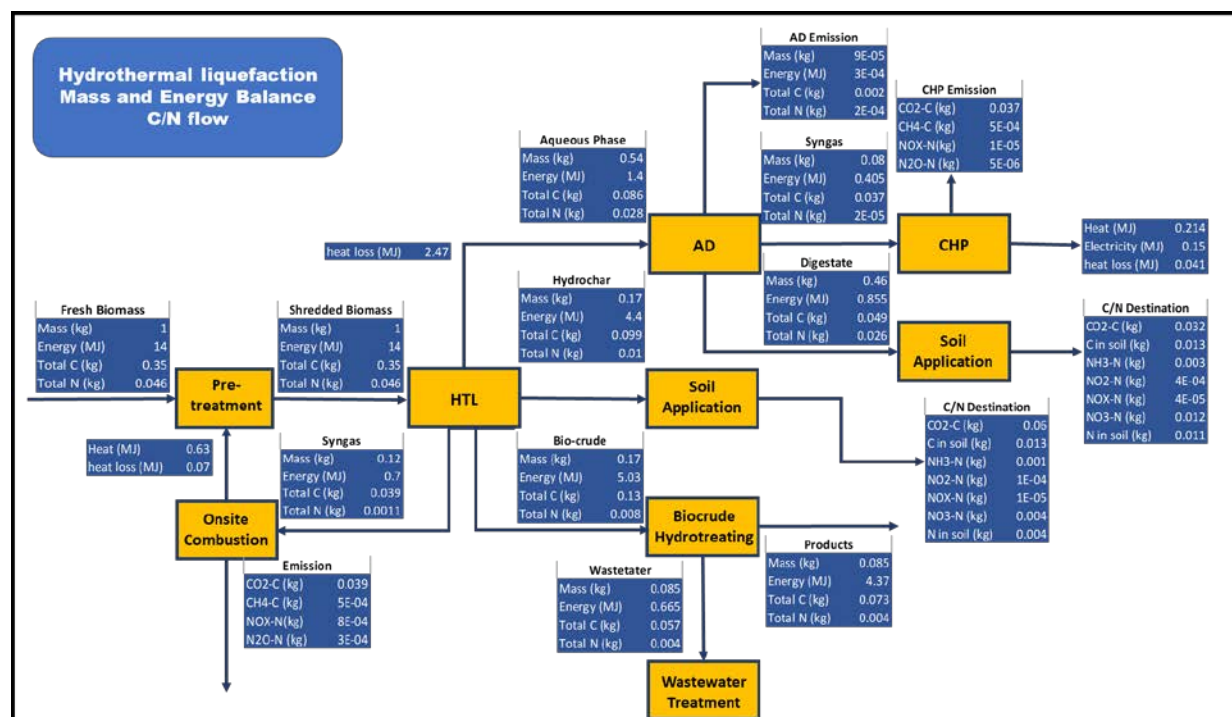 Hydrothermal liquefaction
Mass and Energy Balance
C/N flow
AD Emission
Mass (kg) 9E-05
Energy (MJ) 3E-04
Total C (kg) 0.002
Total N (kg) 2E-04
CHP Emission
CO2-C (kg) 0.037
CH4-C (kg) 5E-04
NOX-N(kg) 1E-05
N2O-N (kg) 5E-06
Aqueous Phase
Mass (kg) 0.54
Energy (MJ) 1.4
Total C (kg) 0.086
Total N (kg) 0.028
Syngas
Mass (kg) 0.08
Energy (MJ) 0.405
Total C (kg) 0.037
Total N (kg) 2E-05
AD
CHP
Heat (MJ) 0.214
Electricity (MJ) 0.15
heat loss (MJ) 0.041
heat loss (MJ) 2.47
Hydrochar
Mass (kg) 0.17
Energy (MJ) 4.4
Total C (kg) 0.099
Total N (kg) 0.01
Digestate
Mass (kg) 0.46
Energy (MJ) 0.855
Total C (kg) 0.049
Total N (kg) 0.026
Soil
Application
C/N Destination
CO2-C (kg) 0.032
C in soil (kg) 0.013
NH3-N (kg) 0.003
NO2-N (kg) 4E-04
NOX-N (kg) 4E-05
NO3-N (kg) 0.012
N in soil (kg) 0.011
Fresh Biomass
Mass (kg) 1
Energy (MJ) 14
Total C (kg) 0.35
Total N (kg) 0.046
Shredded Biomass
Mass (kg) 1
Energy (MJ) 14
Total C (kg) 0.35
Total N (kg) 0.046
Pre-
treatment
HTL
Soil
Application
C/N Destination
CO2-C (kg) 0.06
C in soil (kg) 0.013
NH3-N (kg) 0.001
NO2-N (kg) 1E-04
NOX-N (kg) 1E-05
NO3-N (kg) 0.004
N in soil (kg) 0.004
Heat (MJ) 0.63
heat loss (MJ) 0.07
Syngas
Mass (kg) 0.12
Energy (MJ) 0.7
Total C (kg) 0.039
Total N (kg) 0.0011
Bio-crude
Mass (kg) 0.17
Energy (MJ) 5.03
Total C (kg) 0.13
Total N (kg) 0.008
Onsite
Combustion
Biocrude
Hydrotreating
Emission
CO2-C (kg) 0.039
CH4-C (kg) 5E-04
NOX-N(kg) 8E-04
N2O-N (kg) 3E-04
Wastetater
Mass (kg) 0.085
Energy (MJ) 0.665
Total C (kg) 0.057
Total N (kg) 0.004
Products
Mass (kg) 0.085
Energy (MJ) 4.37
Total C (kg) 0.073
Total N (kg) 0.004
Wastewater
Treatment